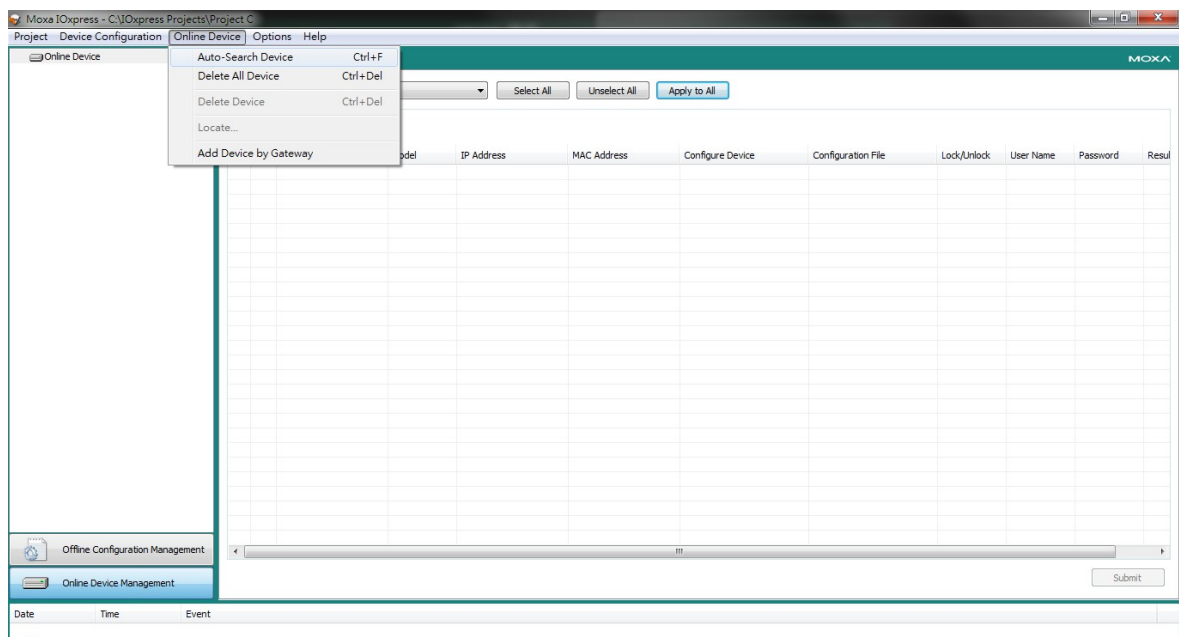 Moxa IOxpress - C:\IOxpress Projects\Project C
Project Device Configuration Online Device Options Help
Online Device
Auto-Search Device Ctrl+F
Delete All Device Ctrl+Del
Delete Device Ctrl+Del
Locate...
Add Device by Gateway
MOXA
Select All Unselect All Apply to All
odel IP Address MAC Address Configure Device Configuration File Lock/Unlock User Name Password Resul
Offline Configuration Management
Online Device Management
Submit
Date Time Event